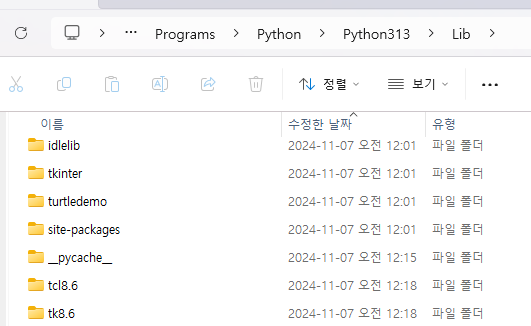 Programs > Python > Python313 > Lib >
정렬 보기
이름 수정한 날짜 유형
idlelib 2024-11-07 오전 12:01 파일 폴더
tkinter 2024-11-07 오전 12:01 파일 폴더
turtledemo 2024-11-07 오전 12:01 파일 폴더
site-packages 2024-11-07 오전 12:01 파일 폴더
__pycache__ 2024-11-07 오전 12:15 파일 폴더
tcl8.6 2024-11-07 오전 12:18 파일 폴더
tk8.6 2024-11-07 오전 12:18 파일 폴더